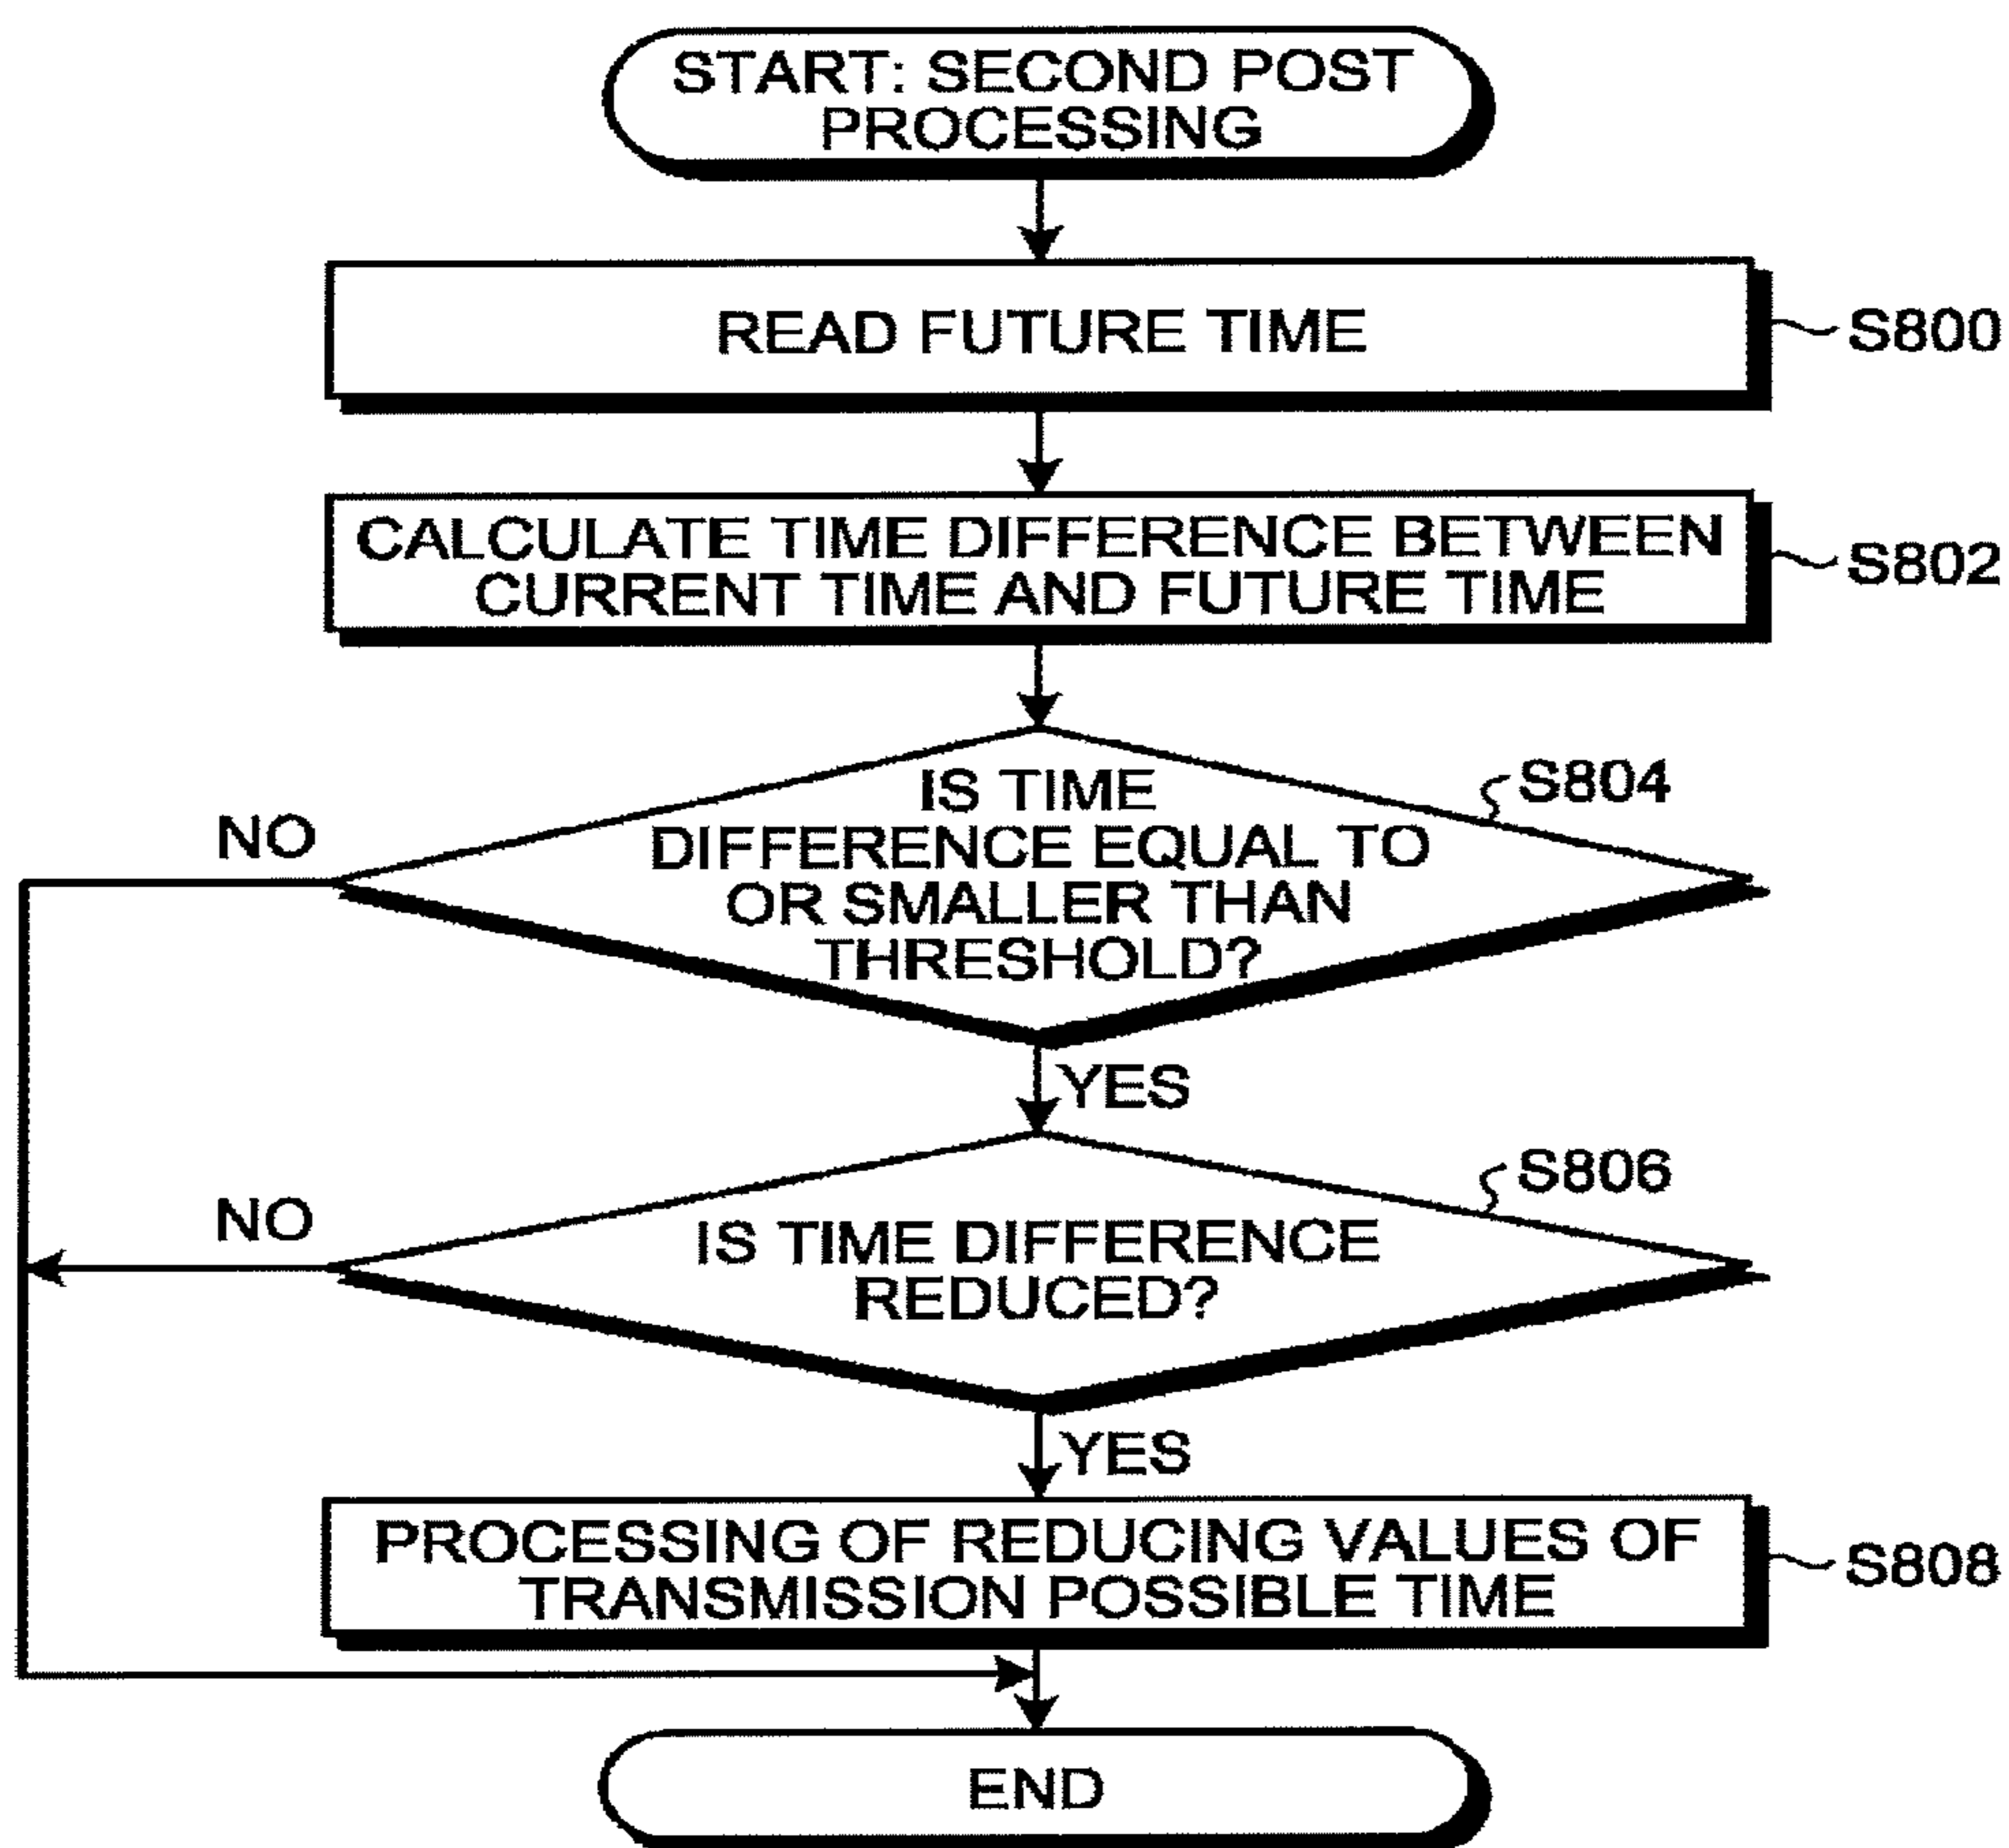 START: SECOND POST
PROCESSING
READ FUTURE TIME
S800
CALCULATE TIME DIFFERENCE BETWEEN
CURRENT TIME AND FUTURE TIME
S802
IS TIME
DIFFERENCE EQUAL TO
OR SMALLER THAN
THRESHOLD?
S804
NO
YES
IS TIME DIFFERENCE
REDUCED?
S806
NO
YES
PROCESSING OF REDUCING VALUES OF
TRANSMISSION POSSIBLE TIME
S808
END